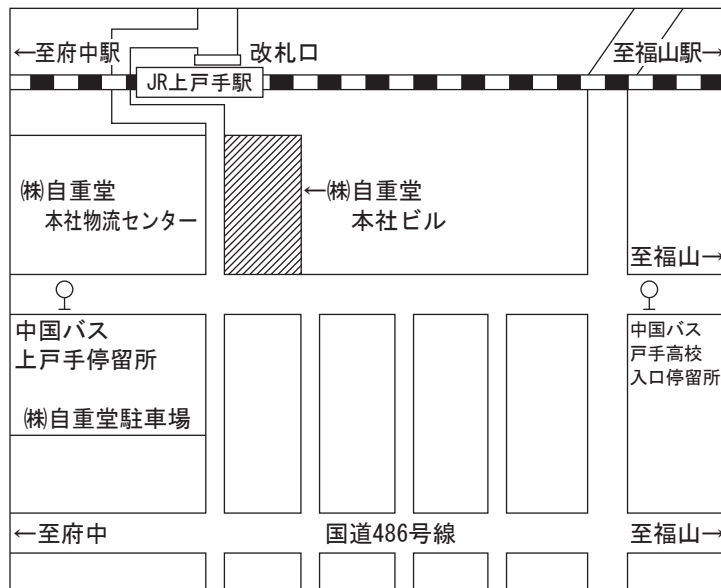 ←至府中駅
改札口
至福山駅→
JR上戸手駅
㈱自重堂
本社物流センター
←㈱自重堂
本社ビル
至福山→
中国バス
上戸手停留所
㈱自重堂駐車場
中国バス
戸手高校
入口停留所
←至府中
国道486号線
至福山→